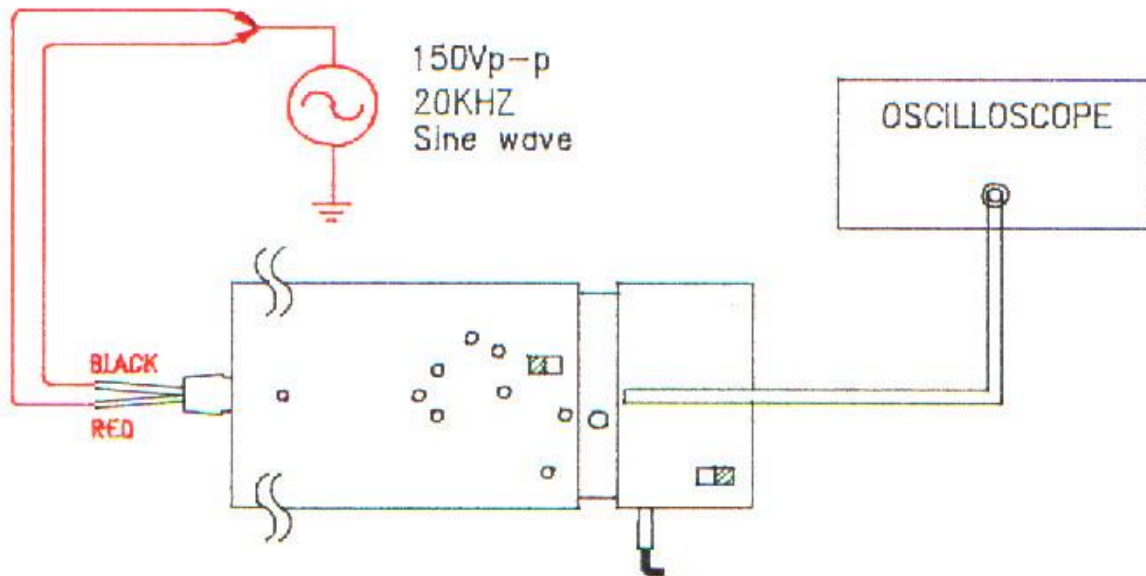 150Vp-p
20KHZ
Sine wave
OSCILLOSCOPE
BLACK
RED